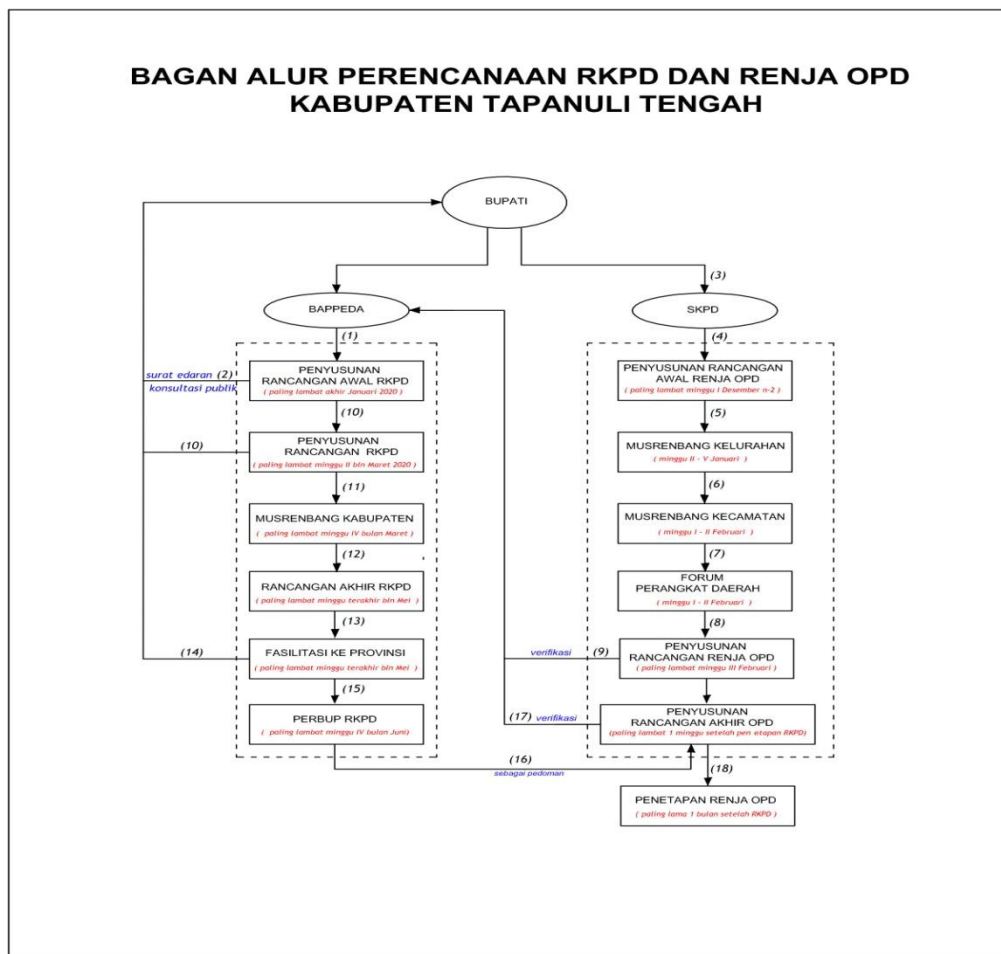 BAGAN ALUR PERENCANAAN RKPD DAN RENJA OPD
KABUPATEN TAPANULI TENGAH
BUPATI
(3)
BAPPEDA
SKPD
(1)
(4)
surat edaran (2)
konsultasi publik
PENYUSUNAN
RANCANGAN AWAL RKPD
( paling lambat akhir Januari 2020 )
PENYUSUNAN RANCANGAN
AWAL RENJA OPD
( paling lambat minggu I Desember n-2 )
(10)
(5)
(10)
PENYUSUNAN
RANCANGAN RKPD
( paling lambat minggu II bln Maret 2020 )
MUSRENBANG KELURAHAN
( minggu II - V Januari )
(11)
(6)
MUSRENBANG KABUPATEN
( paling lambat minggu IV bulan Maret )
MUSRENBANG KECAMATAN
( minggu I - II Februari )
(12)
(7)
RANCANGAN AKHIR RKPD
( paling lambat minggu terakhir bln Mei )
FORUM
PERANGKAT DAERAH
( minggu I - II Februari )
(13)
(8)
(14)
FASILITASI KE PROVINSI
( paling lambat minggu terakhir bln Mei )
verifikasi (9)
PENYUSUNAN
RANCANGAN RENJA OPD
( paling lambat minggu III Februari )
(15)
PERBUP RKPD
( paling lambat minggu IV bulan Juni)
(17) verifikasi
PENYUSUNAN
RANCANGAN AKHIR OPD
(paling lambat 1 minggu setelah pen etapan RKPD)
(16)
sebagai pedoman
(18)
PENETAPAN RENJA OPD
( paling lama 1 bulan setelah RKPD )